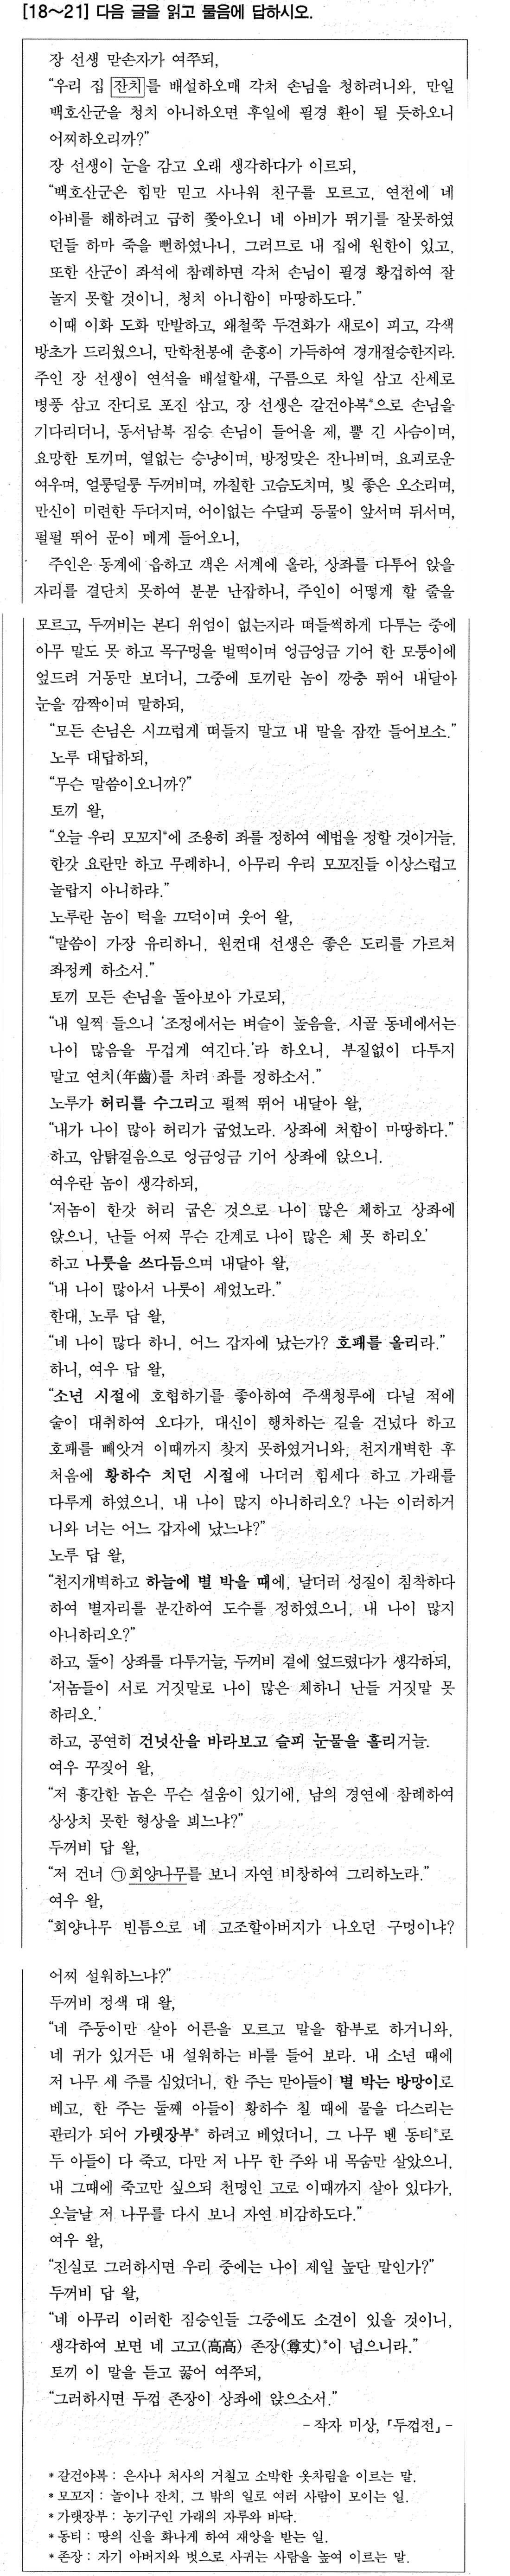 [18~21] 다음 글을 읽고 물음에 답하시오.
장 선생 맏손자가 여쭈되,
“우리 집 잔치를 배설하오매 각처 손님을 청하려니와, 만일
백호산군을 청치 아니하오면 후일에 필경 환이 될 듯하오니
어찌하오리까?”
장 선생이 눈을 감고 오래 생각하다가 이르되,
“백호산군은 힘만 믿고 사나워 친구를 모르고, 연전에 네
아비를 해하려고 급히 쫓아오니 네 아비가 뛰기를 잘못하였
던들 하마 죽을 뻔하였나니, 그러므로 내 집에 원한이 있고,
또한 산군이 좌석에 참례하면 각처 손님이 필경 황겁하여 잘
놀지 못할 것이니, 청치 아니함이 마땅하도다.”
이때 이화 도화 만발하고, 왜철쭉 두견화가 새로이 피고, 각색
방초가 드리웠으니, 만학천봉에 춘흥이 가득하여 경개절승한지라.
주인 장 선생이 연석을 배설할새, 구름으로 차일 삼고 산세로
병풍 삼고 잔디로 포진 삼고, 장 선생은 갈건야복*으로 손님을
기다리더니, 동서남북 짐승 손님이 들어올 제, 뿔 긴 사슴이며,
요망한 토끼며, 열없는 승냥이며, 방정맞은 잔나비며, 요괴로운
여우며, 얼룽덜룽 두꺼비며, 까칠한 고슴도치며, 빛 좋은 오소리며,
만신이 미련한 두더지며, 어이없는 수달피 등물이 앞서며 뒤서며,
펄펄 뛰어 문이 메게 들어오니,
주인은 동계에 읍하고 객은 서계에 올라, 상좌를 다투어 앉을
자리를 결단치 못하여 분분 난잡하니, 주인이 어떻게 할 줄을
모르고, 두꺼비는 본디 위엄이 없는지라 떠들썩하게 다투는 중에
아무 말도 못 하고 목구멍을 벌떡이며 엉금엉금 기어 한 모퉁이에
엎드려 거동만 보더니, 그중에 토끼란 놈이 깡충 뛰어 내달아
눈을 깜짝이며 말하되,
“모든 손님은 시끄럽게 떠들지 말고 내 말을 잠깐 들어보소.”
노루 대답하되,
“무슨 말씀이오니까?”
토끼 왈,
“오늘 우리 모꼬지*에 조용히 좌를 정하여 예법을 정할 것이거늘,
한갓 요란만 하고 무례하니, 아무리 우리 모꼬진들 이상스럽고
놀랍지 아니하랴.”
노루란 놈이 턱을 끄덕이며 웃어 왈,
“말씀이 가장 유리하니, 원컨대 선생은 좋은 도리를 가르쳐
좌정케 하소서.”
토끼 모든 손님을 돌아보아 가로되,
“내 일찍 들으니 ‘조정에서는 벼슬이 높음을, 시골 동네에서는
나이 많음을 무겁게 여긴다.’라 하오니, 부질없이 다투지
말고 연치(年齒)를 차려 좌를 정하소서.”
노루가 허리를 수그리고 펄쩍 뛰어 내달아 왈,
“내가 나이 많아 허리가 굽었노라. 상좌에 처함이 마땅하다.”
하고, 암탉걸음으로 엉금엉금 기어 상좌에 앉으니.
여우란 놈이 생각하되,
‘저놈이 한갓 허리 굽은 것으로 나이 많은 체하고 상좌에
앉으니, 난들 어찌 무슨 간계로 나이 많은 체 못 하리오’
하고 나룻을 쓰다듬으며 내달아 왈,
“내 나이 많아서 나룻이 세었노라.”
한대, 노루 답 왈,
“네 나이 많다 하니, 어느 갑자에 났는가? 호패를 올리라.”
하니, 여우 답 왈,
“소년 시절에 호협하기를 좋아하여 주색청루에 다닐 적에
술이 대취하여 오다가, 대신이 행차하는 길을 건넜다 하고
호패를 빼앗겨 이때까지 찾지 못하였거니와, 천지개벽한 후
처음에 황하수 치던 시절에 나더러 힘세다 하고 가래를
다루게 하였으니, 내 나이 많지 아니하리오? 나는 이러하거
니와 너는 어느 갑자에 났느냐?”
노루 답 왈,
“천지개벽하고 하늘에 별 박을 때에, 날더러 성질이 침착하다
하여 별자리를 분간하여 도수를 정하였으니, 내 나이 많지
아니하리오?”
하고, 둘이 상좌를 다투거늘, 두꺼비 곁에 엎드렸다가 생각하되,
‘저놈들이 서로 거짓말로 나이 많은 체하니 난들 거짓말 못
하리오.’
하고, 공연히 건넛산을 바라보고 슬피 눈물을 흘리거늘.
여우 꾸짖어 왈,
“저 흉간한 놈은 무슨 설움이 있기에, 남의 경연에 참례하여
상상치 못한 형상을 뵈느냐?”
두꺼비 답 왈,
“저 건너 ㉠회양나무를 보니 자연 비창하여 그리하노라.”
여우 왈,
“회양나무 빈틈으로 네 고조할아버지가 나오던 구멍이냐?
어찌 설워하느냐?”
두꺼비 정색 대 왈,
“네 주둥이만 살아 어른을 모르고 말을 함부로 하거니와,
네 귀가 있거든 내 설워하는 바를 들어 보라. 내 소년 때에
저 나무 세 주를 심었더니, 한 주는 맏아들이 별 박는 방망이로
베고, 한 주는 둘째 아들이 황하수 칠 때에 물을 다스리는
관리가 되어 가랫장부* 하려고 베었더니, 그 나무 벤 동티*로
두 아들이 다 죽고, 다만 저 나무 한 주와 내 목숨만 살았으니,
내 그때에 죽고만 싶으되 천명인 고로 이때까지 살아 있다가,
오늘날 저 나무를 다시 보니 자연 비감하도다.”
여우 왈,
“진실로 그러하시면 우리 중에는 나이 제일 높단 말인가?”
두꺼비 답 왈,
“네 아무리 이러한 짐승인들 그중에도 소견이 있을 것이니,
생각하여 보면 네 고고(高高) 존장(尊丈)*이 넘으니라.”
토끼 이 말을 듣고 꿇어 여쭈되,
“그러하시면 두껍 존장이 상좌에 앉으소서.”
- 작자 미상, 「두껍전」 -
* 갈건야복 : 은사나 처사의 거칠고 소박한 옷차림을 이르는 말.
* 모꼬지 : 놀이나 잔치, 그 밖의 일로 여러 사람이 모이는 일.
* 가랫장부 : 농기구인 가래의 자루와 바닥.
* 동티 : 땅의 신을 화나게 하여 재앙을 받는 일.
* 존장 : 자기 아버지와 벗으로 사귀는 사람을 높여 이르는 말.